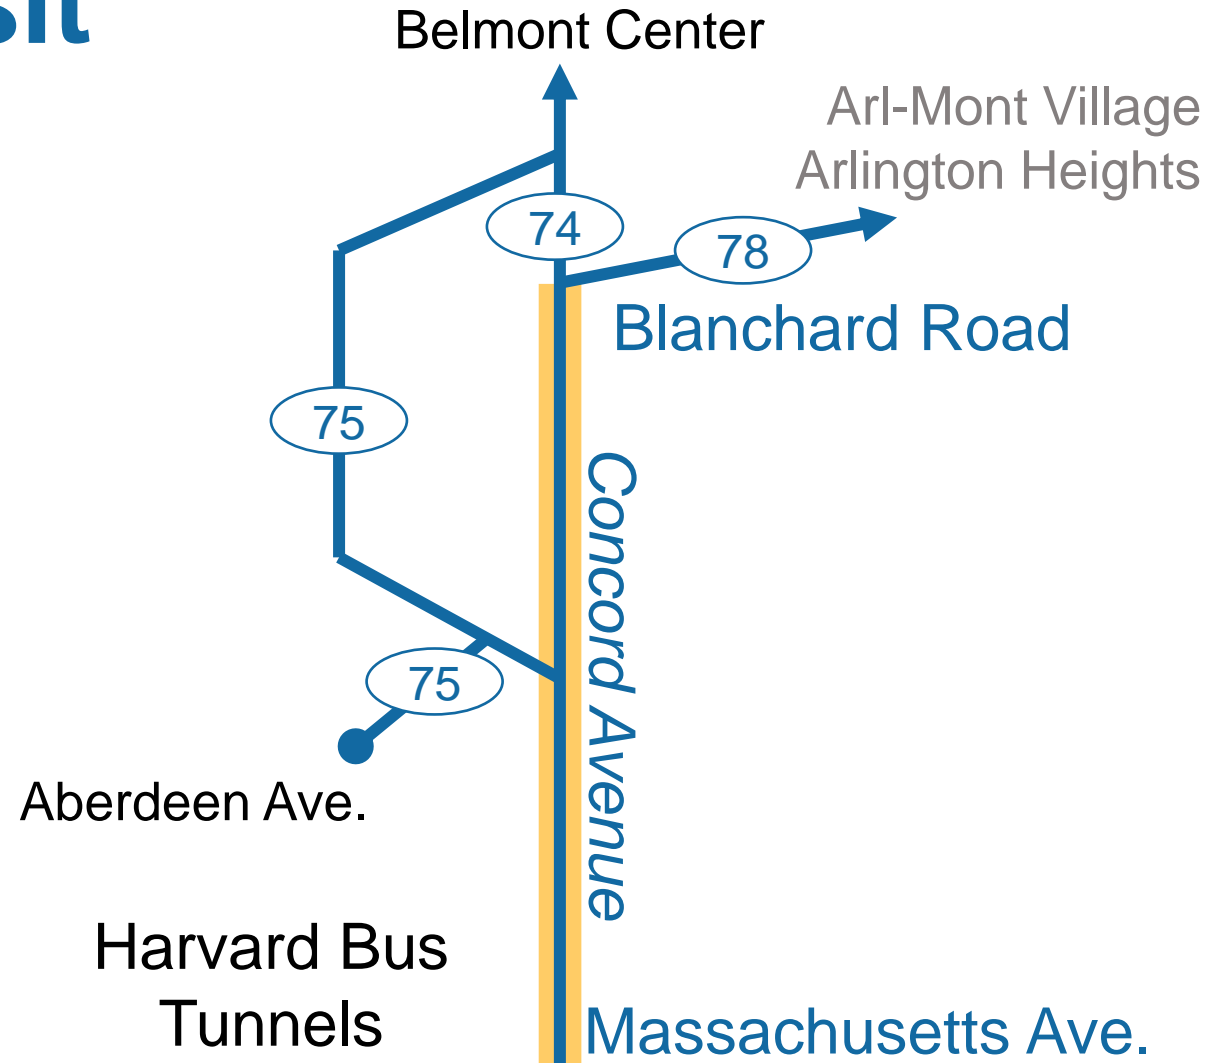 Belmont Center
Arl-Mont Village
Arlington Heights
74
78
Blanchard Road
75
Concord Avenue
75
Aberdeen Ave.
Harvard Bus
Tunnels
Massachusetts Ave.